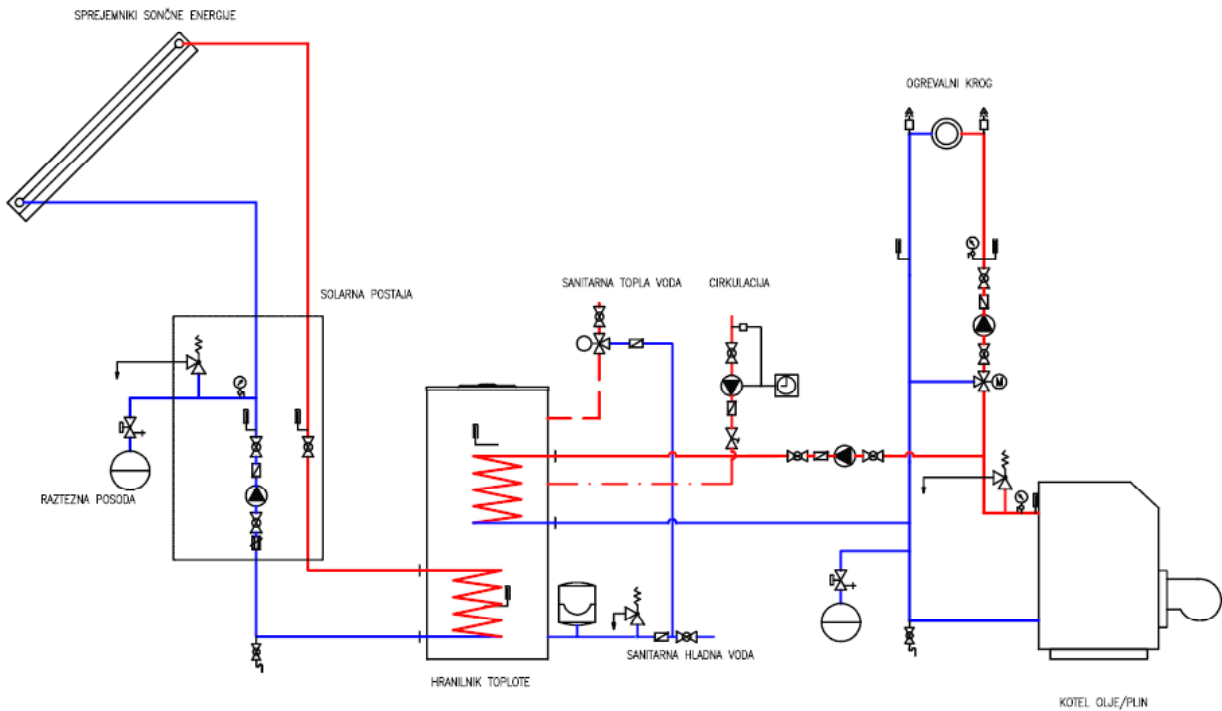 SPREJEMNIKI SONČNE ENERGIJE
OGREVALNI KROG
SOLARNA POSTAJA
SANITARNA TOPLA VODA
CIRKULACIJA
M
RAZTEZNA POSODA
SANITARNA HLADNA VODA
HRANILNIK TOPLOTE
KOTEL OLJE/PLIN